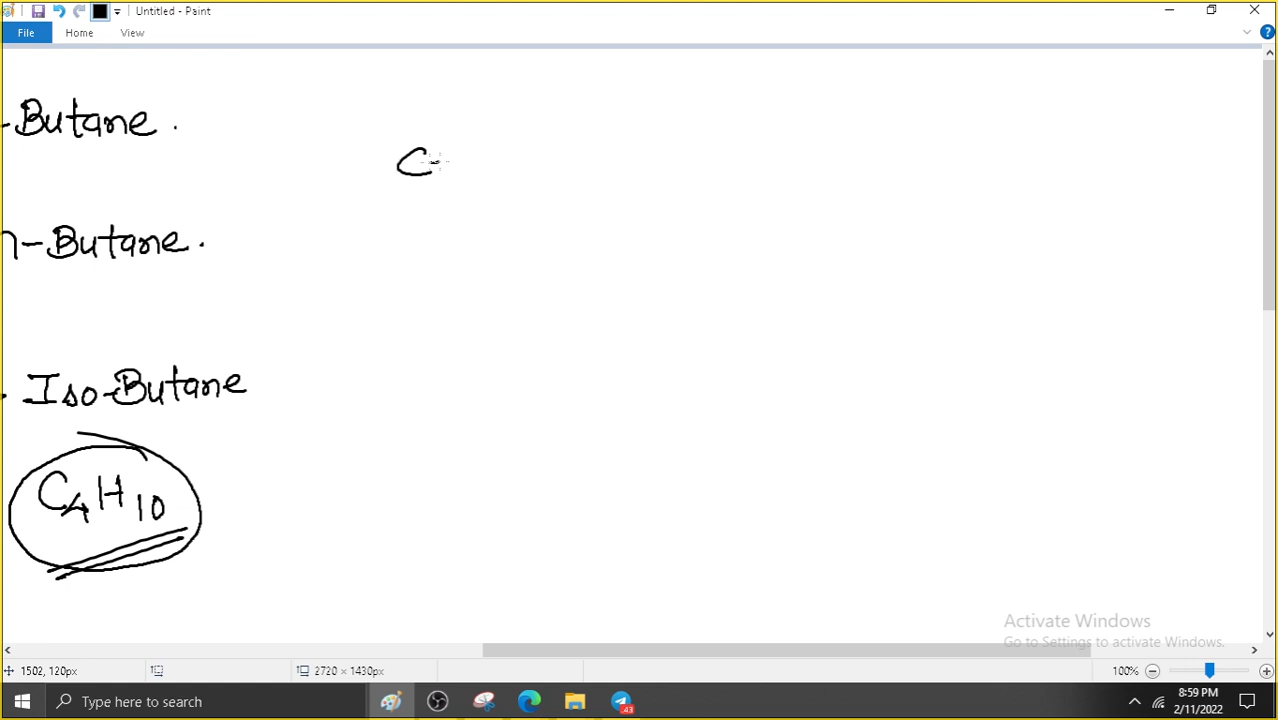 Untitled - Paint
File Home View
-Butane.
C-
n-Butane.
Iso-Butane
C4H10
Activate Windows
Go to Settings to activate Windows.
1502, 120px
2720 × 1430px
100%
Type here to search
.43
8:59 PM
2/11/2022